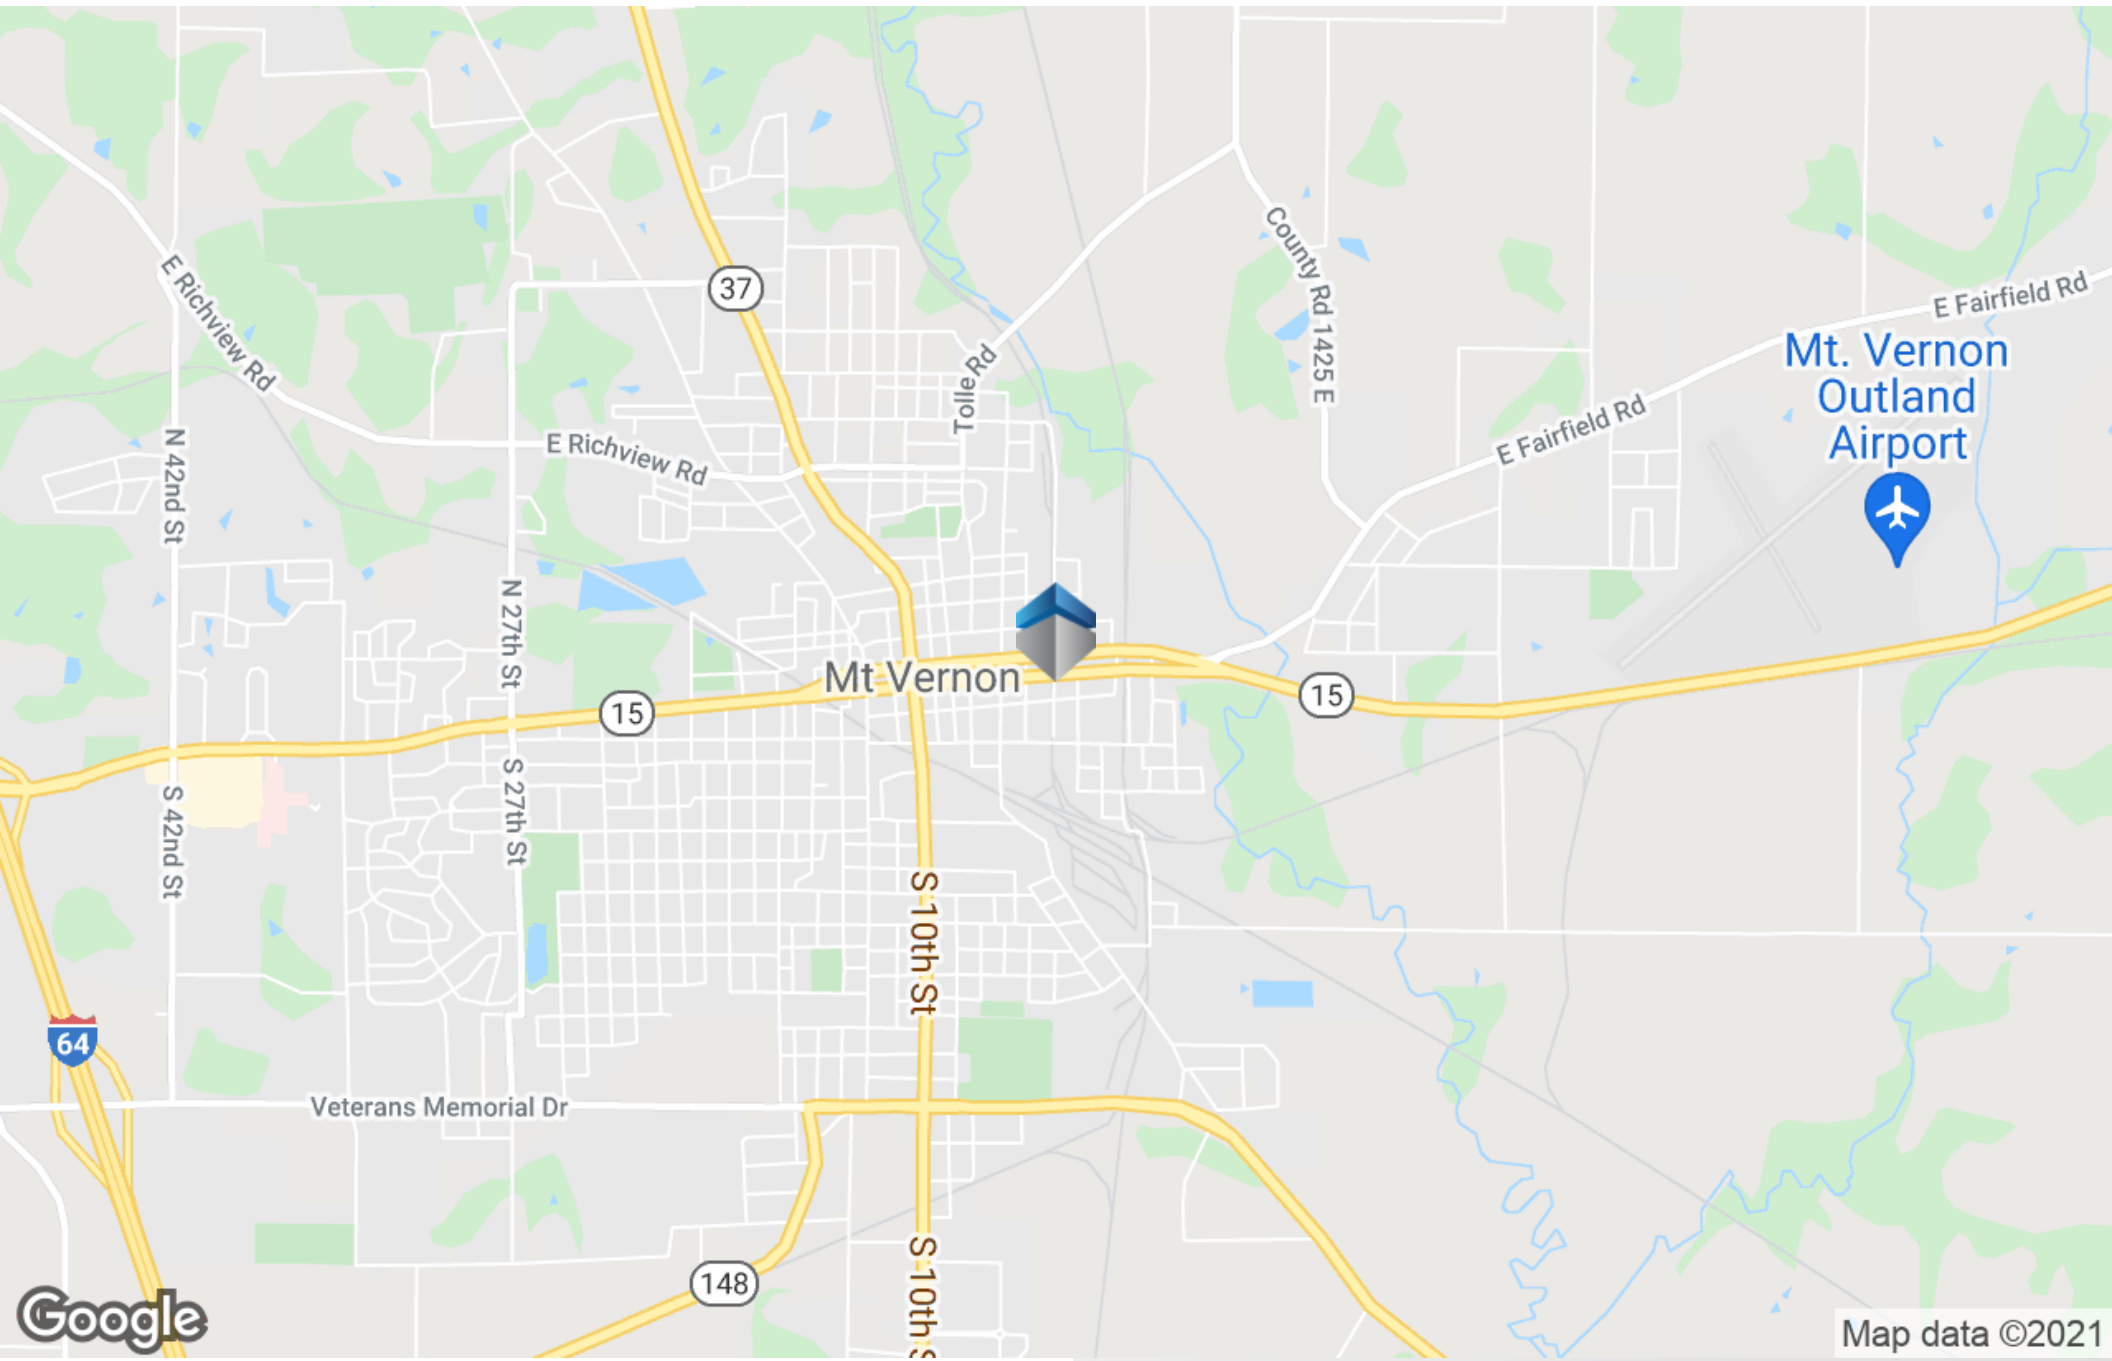 37
County Rd 1425 E
E Fairfield Rd
E Richview Rd
Mt. Vernon
Outland
Airport
Tolle Rd
E Fairfield Rd
N 42nd St
E Richview Rd
N 27th St
Mt Vernon
15
15
S 27th St
S 42nd St
S 10th St
64
Veterans Memorial Dr
148
S 10th S
Google
Map data ©2021